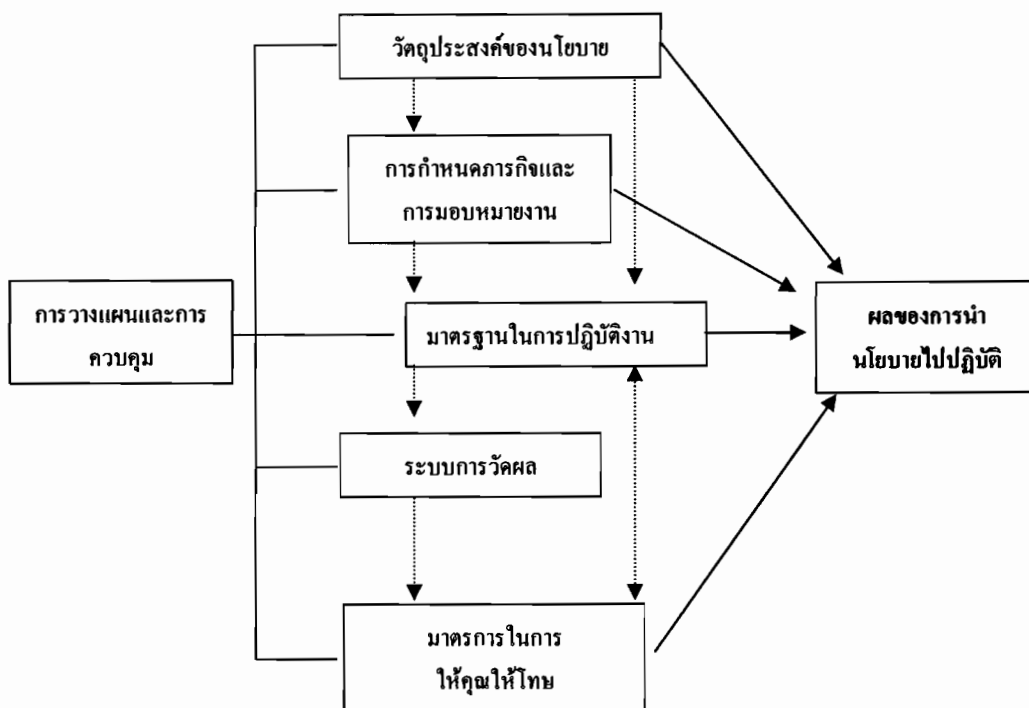 วัตถุประสงค์ของนโยบาย
การกำหนดภารกิจและ
การมอบหมายงาน
การวางแผนและการ
ควบคุม
มาตรฐานในการปฏิบัติงาน
ผลของการนำ
นโยบายไปปฏิบัติ
ระบบการวัดผล
มาตรการในการ
ให้คุณให้โทษ